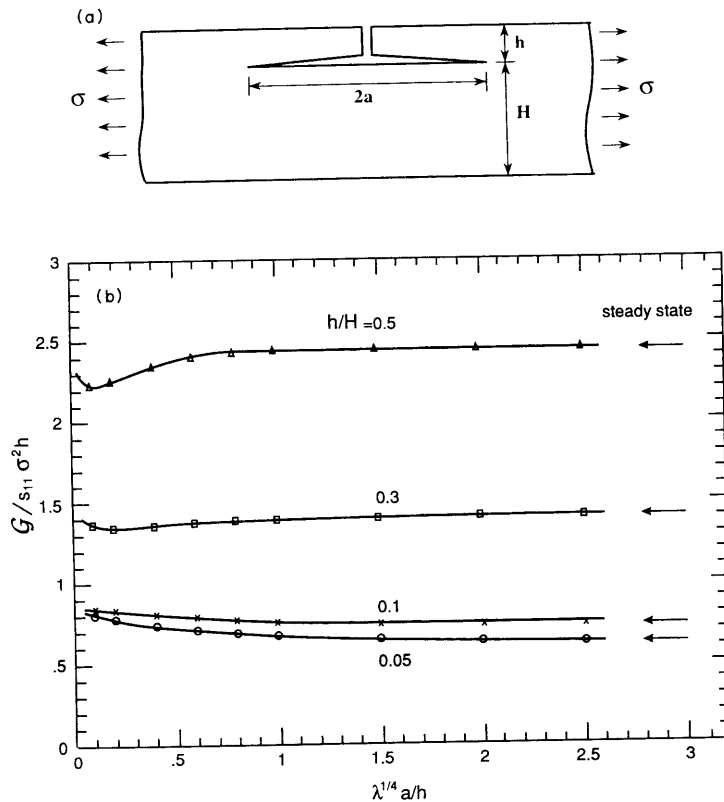 (a)
h
σ
2a
H
σ
3
(b)
h/H =0.5
steady state
2.5
2
0.3
1.5
1
0.1
.5
0.05
0
0
.5
1
1.5
2
2.5
3
G/s₁₁ σ²h
λ^{1/4} a/h